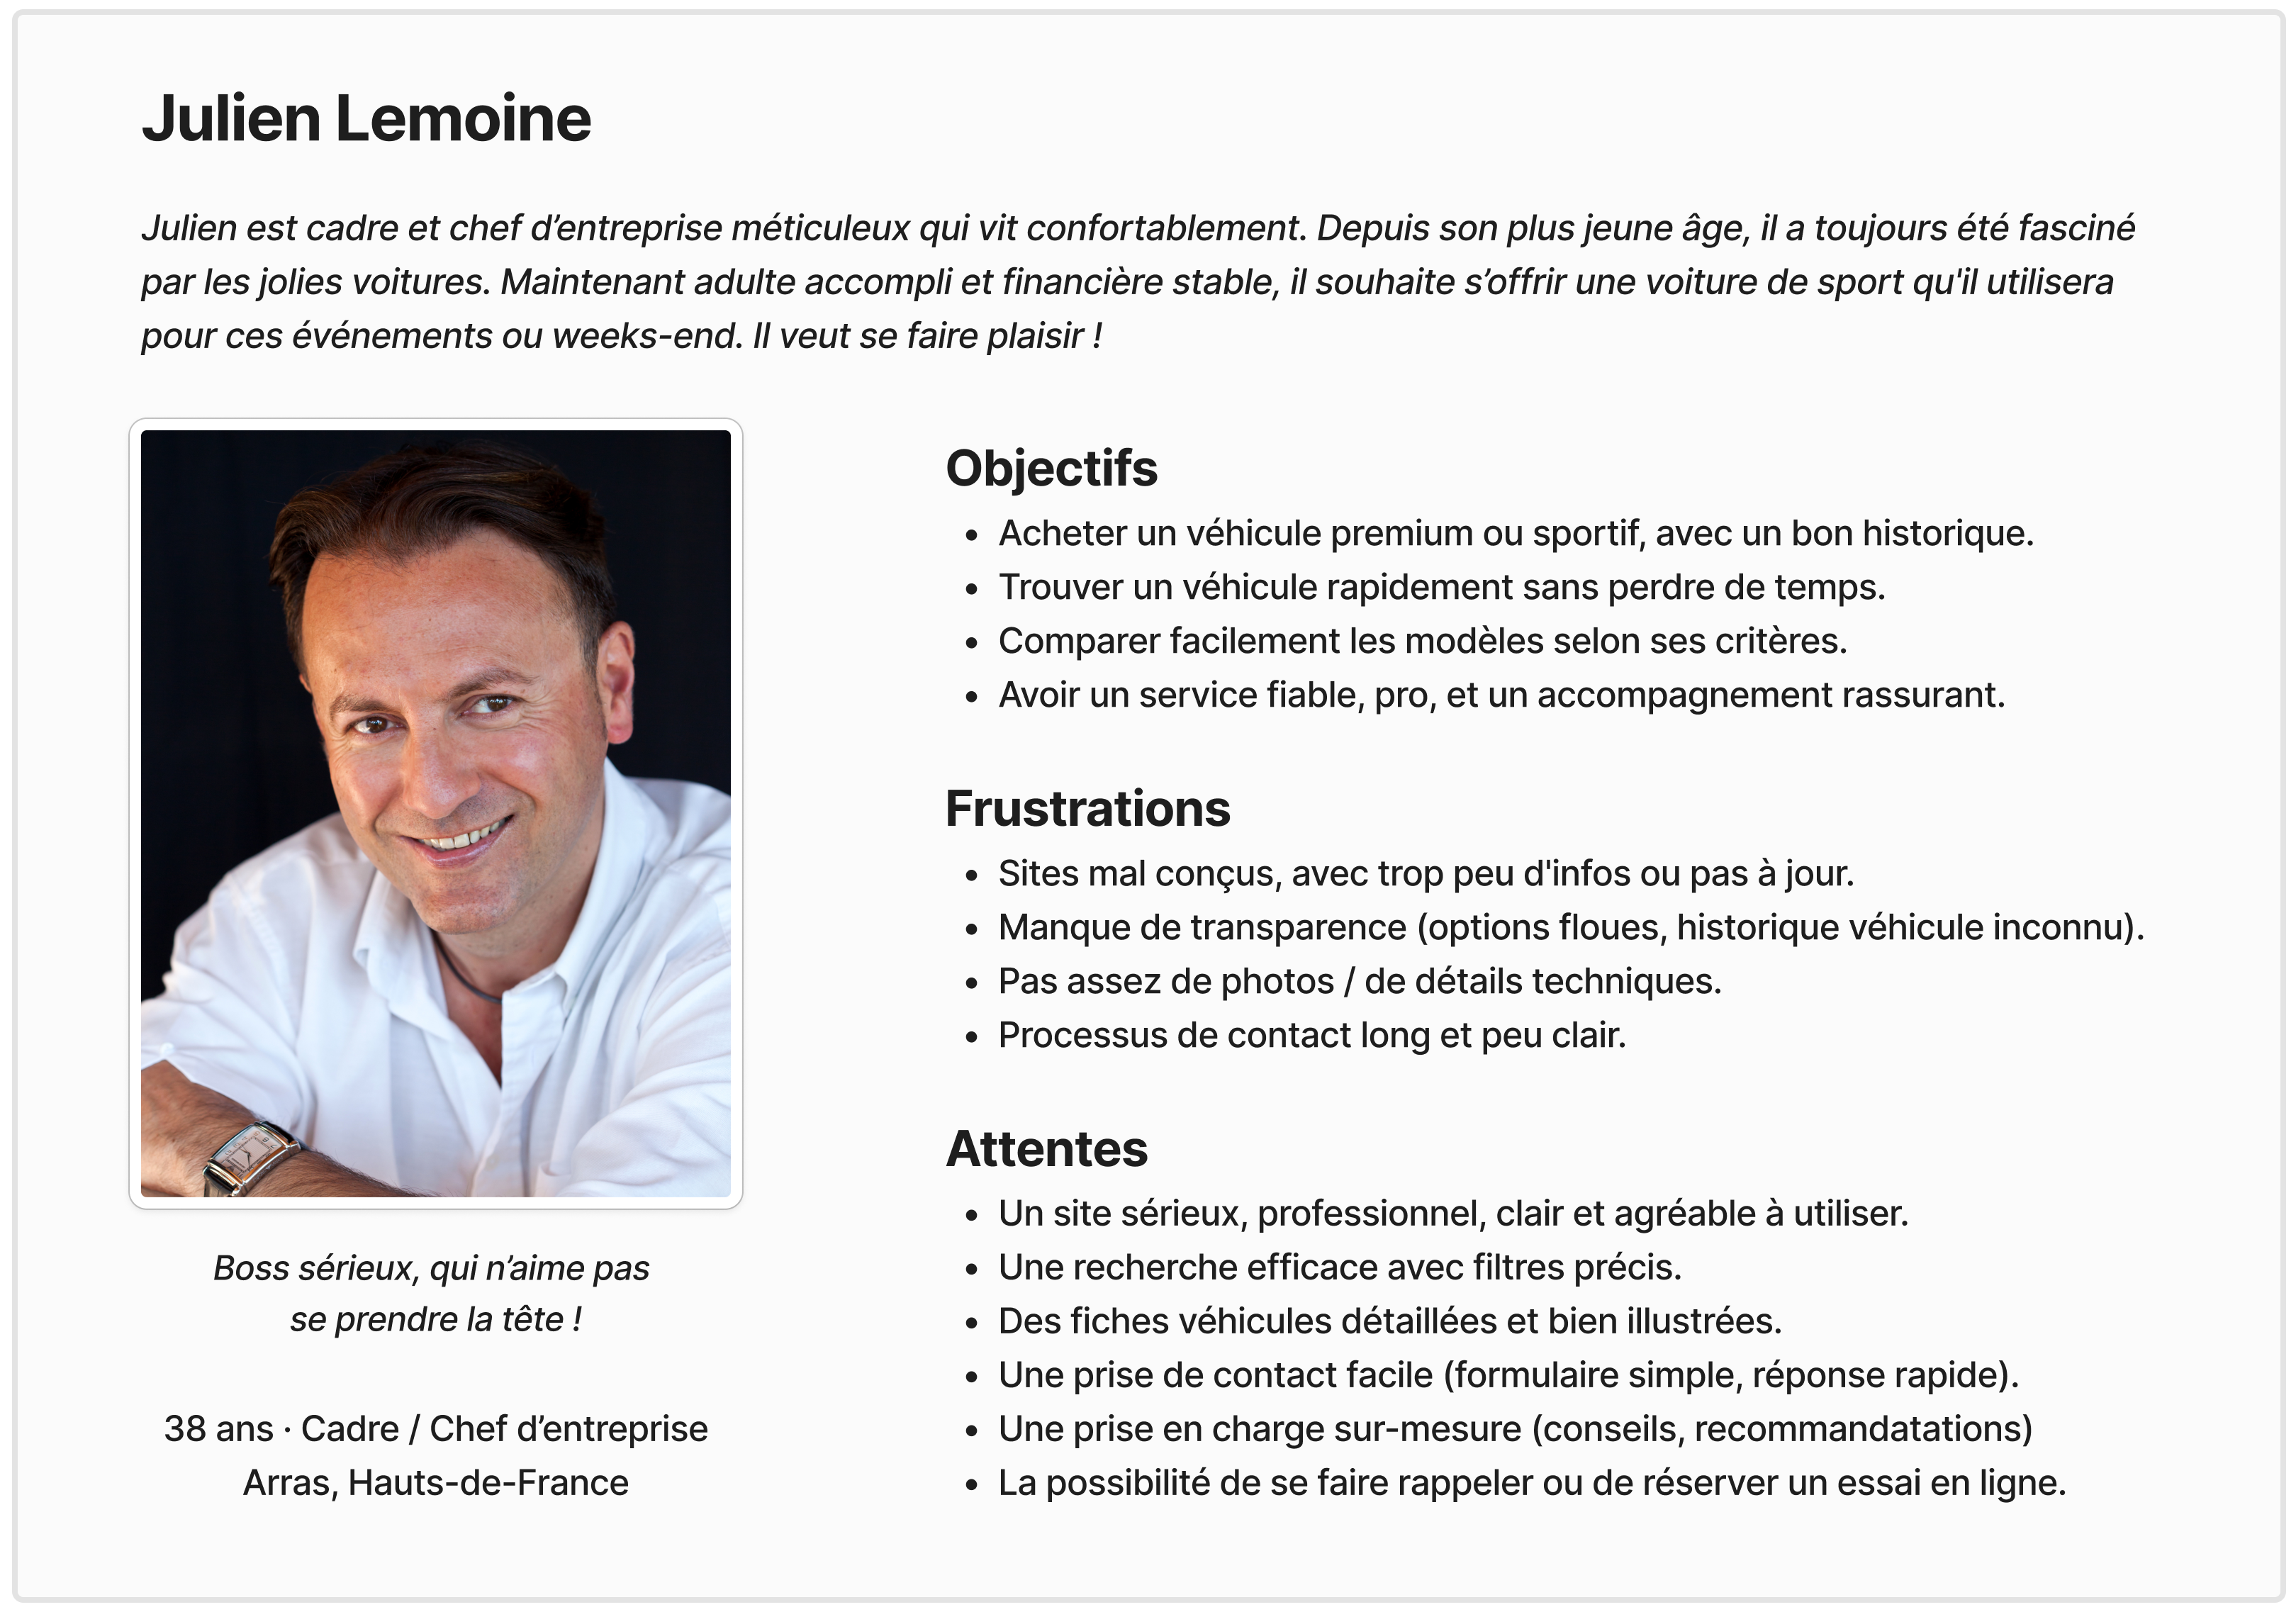 Julien Lemoine
Julien est cadre et chef d’entreprise méticuleux qui vit confortablement. Depuis son plus jeune âge, il a toujours été fasciné
par les jolies voitures. Maintenant adulte accompli et financière stable, il souhaite s’offrir une voiture de sport qu'il utilisera
pour ces événements ou weeks-end. Il veut se faire plaisir !
Boss sérieux, qui n’aime pas
se prendre la tête !
38 ans · Cadre / Chef d’entreprise
Arras, Hauts-de-France
Objectifs
• Acheter un véhicule premium ou sportif, avec un bon historique.
• Trouver un véhicule rapidement sans perdre de temps.
• Comparer facilement les modèles selon ses critères.
• Avoir un service fiable, pro, et un accompagnement rassurant.
Frustrations
• Sites mal conçus, avec trop peu d'infos ou pas à jour.
• Manque de transparence (options floues, historique véhicule inconnu).
• Pas assez de photos / de détails techniques.
• Processus de contact long et peu clair.
Attentes
• Un site sérieux, professionnel, clair et agréable à utiliser.
• Une recherche efficace avec filtres précis.
• Des fiches véhicules détaillées et bien illustrées.
• Une prise de contact facile (formulaire simple, réponse rapide).
• Une prise en charge sur-mesure (conseils, recommandatations)
• La possibilité de se faire rappeler ou de réserver un essai en ligne.